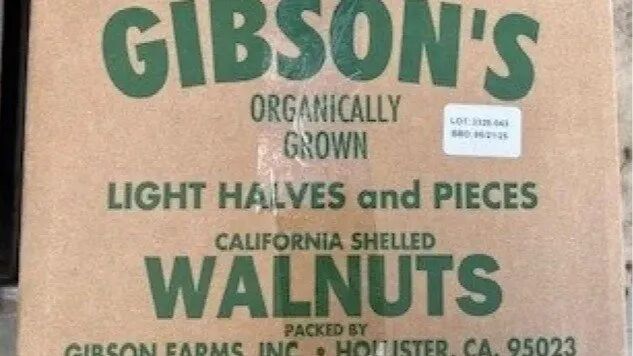 GIBSON'S
ORGANICALLY
GROWN
LIGHT HALVES and PIECES
CALIFORNIA SHELLED
WALNUTS
PACKED BY
GIBSON FARMS, INC. • HOLLISTER, CA. 95023